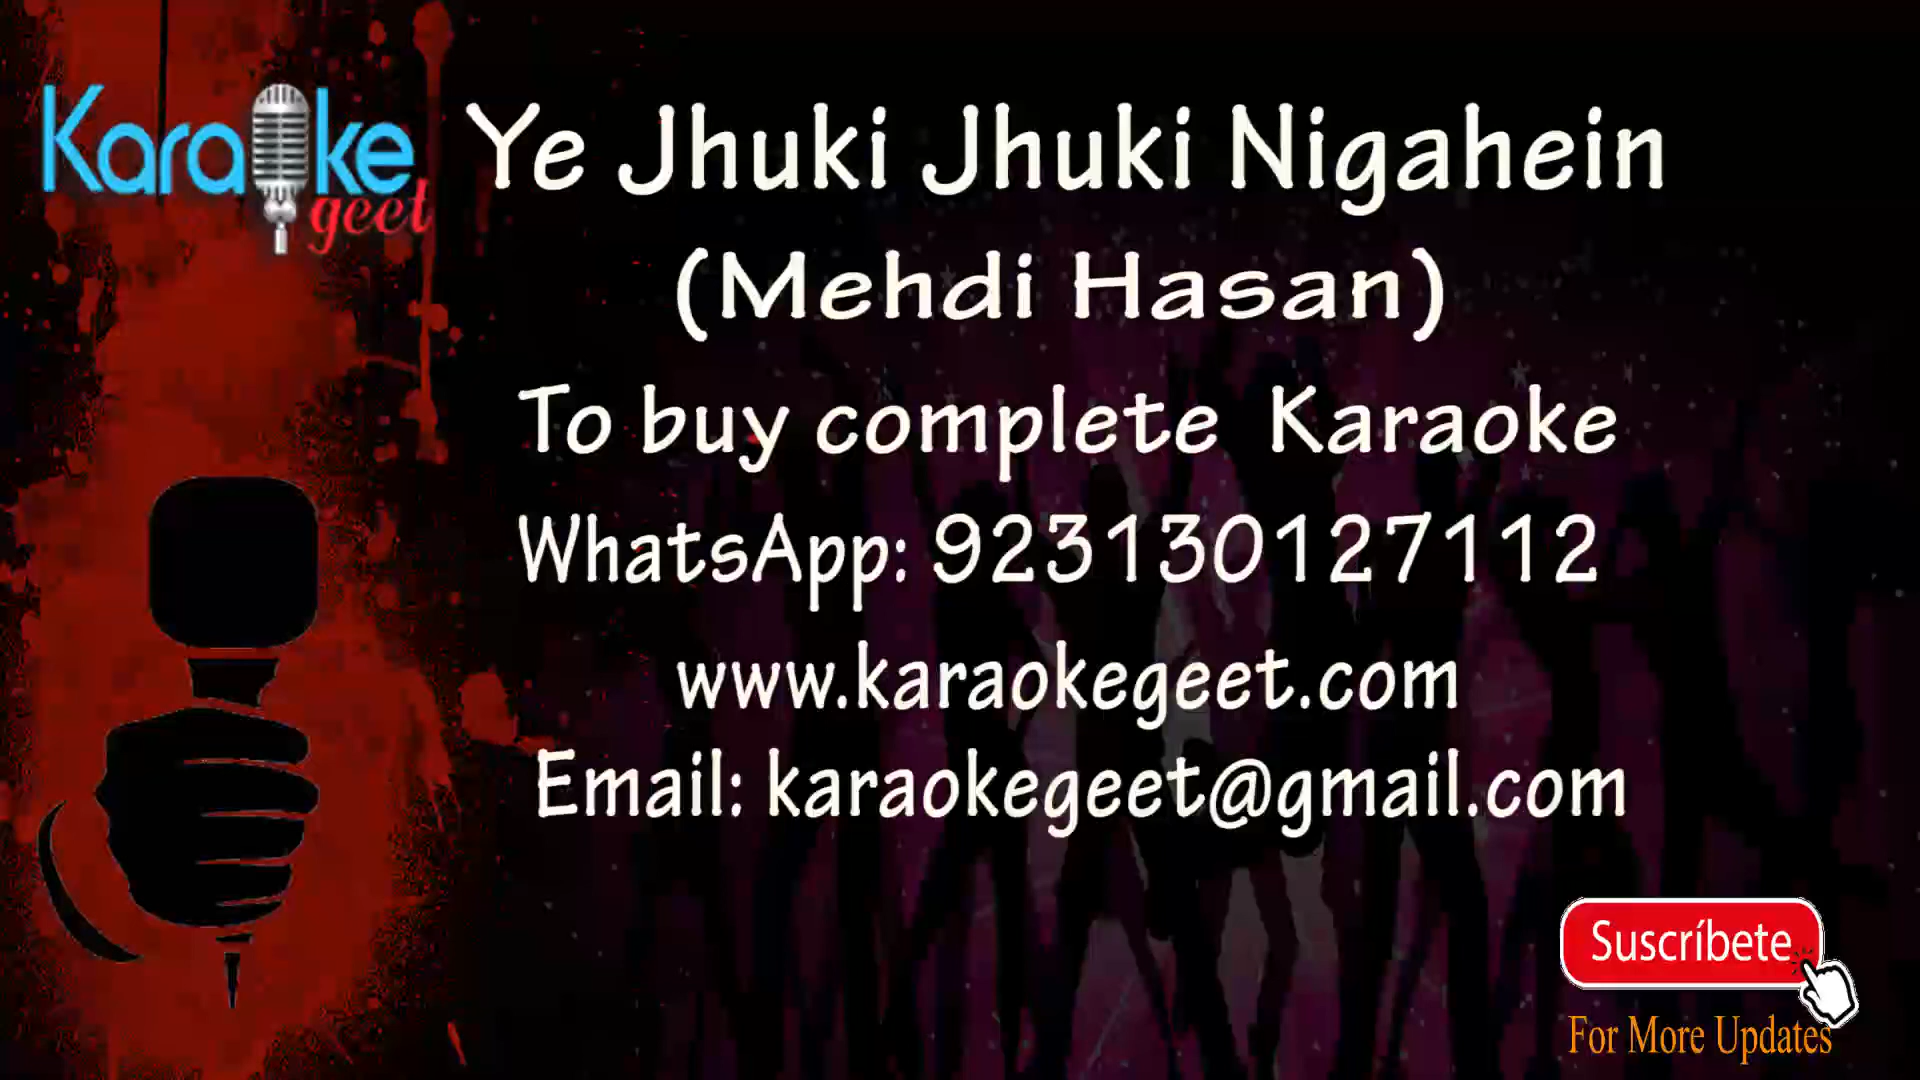 Karaoke
geet
Ye Jhuki Jhuki Nigahein
(Mehdi Hasan)
To buy complete Karaoke
WhatsApp: 923130127112
www.karaokegeet.com
Email: karaokegeet@gmail.com
Suscríbete
For More Updates